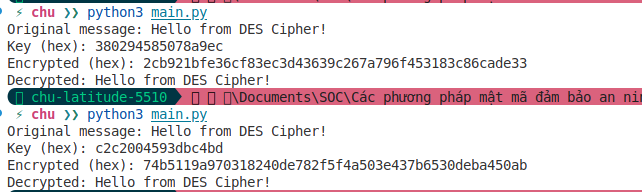 ⚡ chu ❯❯ python3 main.py
Original message: Hello from DES Cipher!
Key (hex): 380294585078a9ec
Encrypted (hex): 2cb921bfe36cf83ec3d43639c267a796f453183c86cade33
Decrypted: Hello from DES Cipher!
chu-latitude-5510 \Documents\SOC\Các phương pháp mật mã đảm bảo an nin
⚡ chu ❯❯ python3 main.py
Original message: Hello from DES Cipher!
Key (hex): c2c2004593dbc4bd
Encrypted (hex): 74b5119a970318240de782f5f4a503e437b6530deba450ab
Decrypted: Hello from DES Cipher!